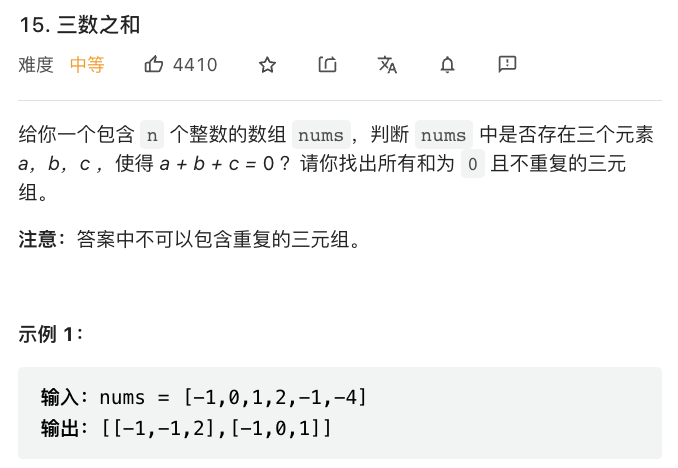 15. 三数之和
难度 中等 4410
给你一个包含 n 个整数的数组 nums，判断 nums 中是否存在三个元素
a，b，c ，使得 a + b + c = 0 ？请你找出所有和为 0 且不重复的三元
组。
注意：答案中不可以包含重复的三元组。
示例 1：
输入：nums = [-1,0,1,2,-1,-4]
输出：[[-1,-1,2],[-1,0,1]]